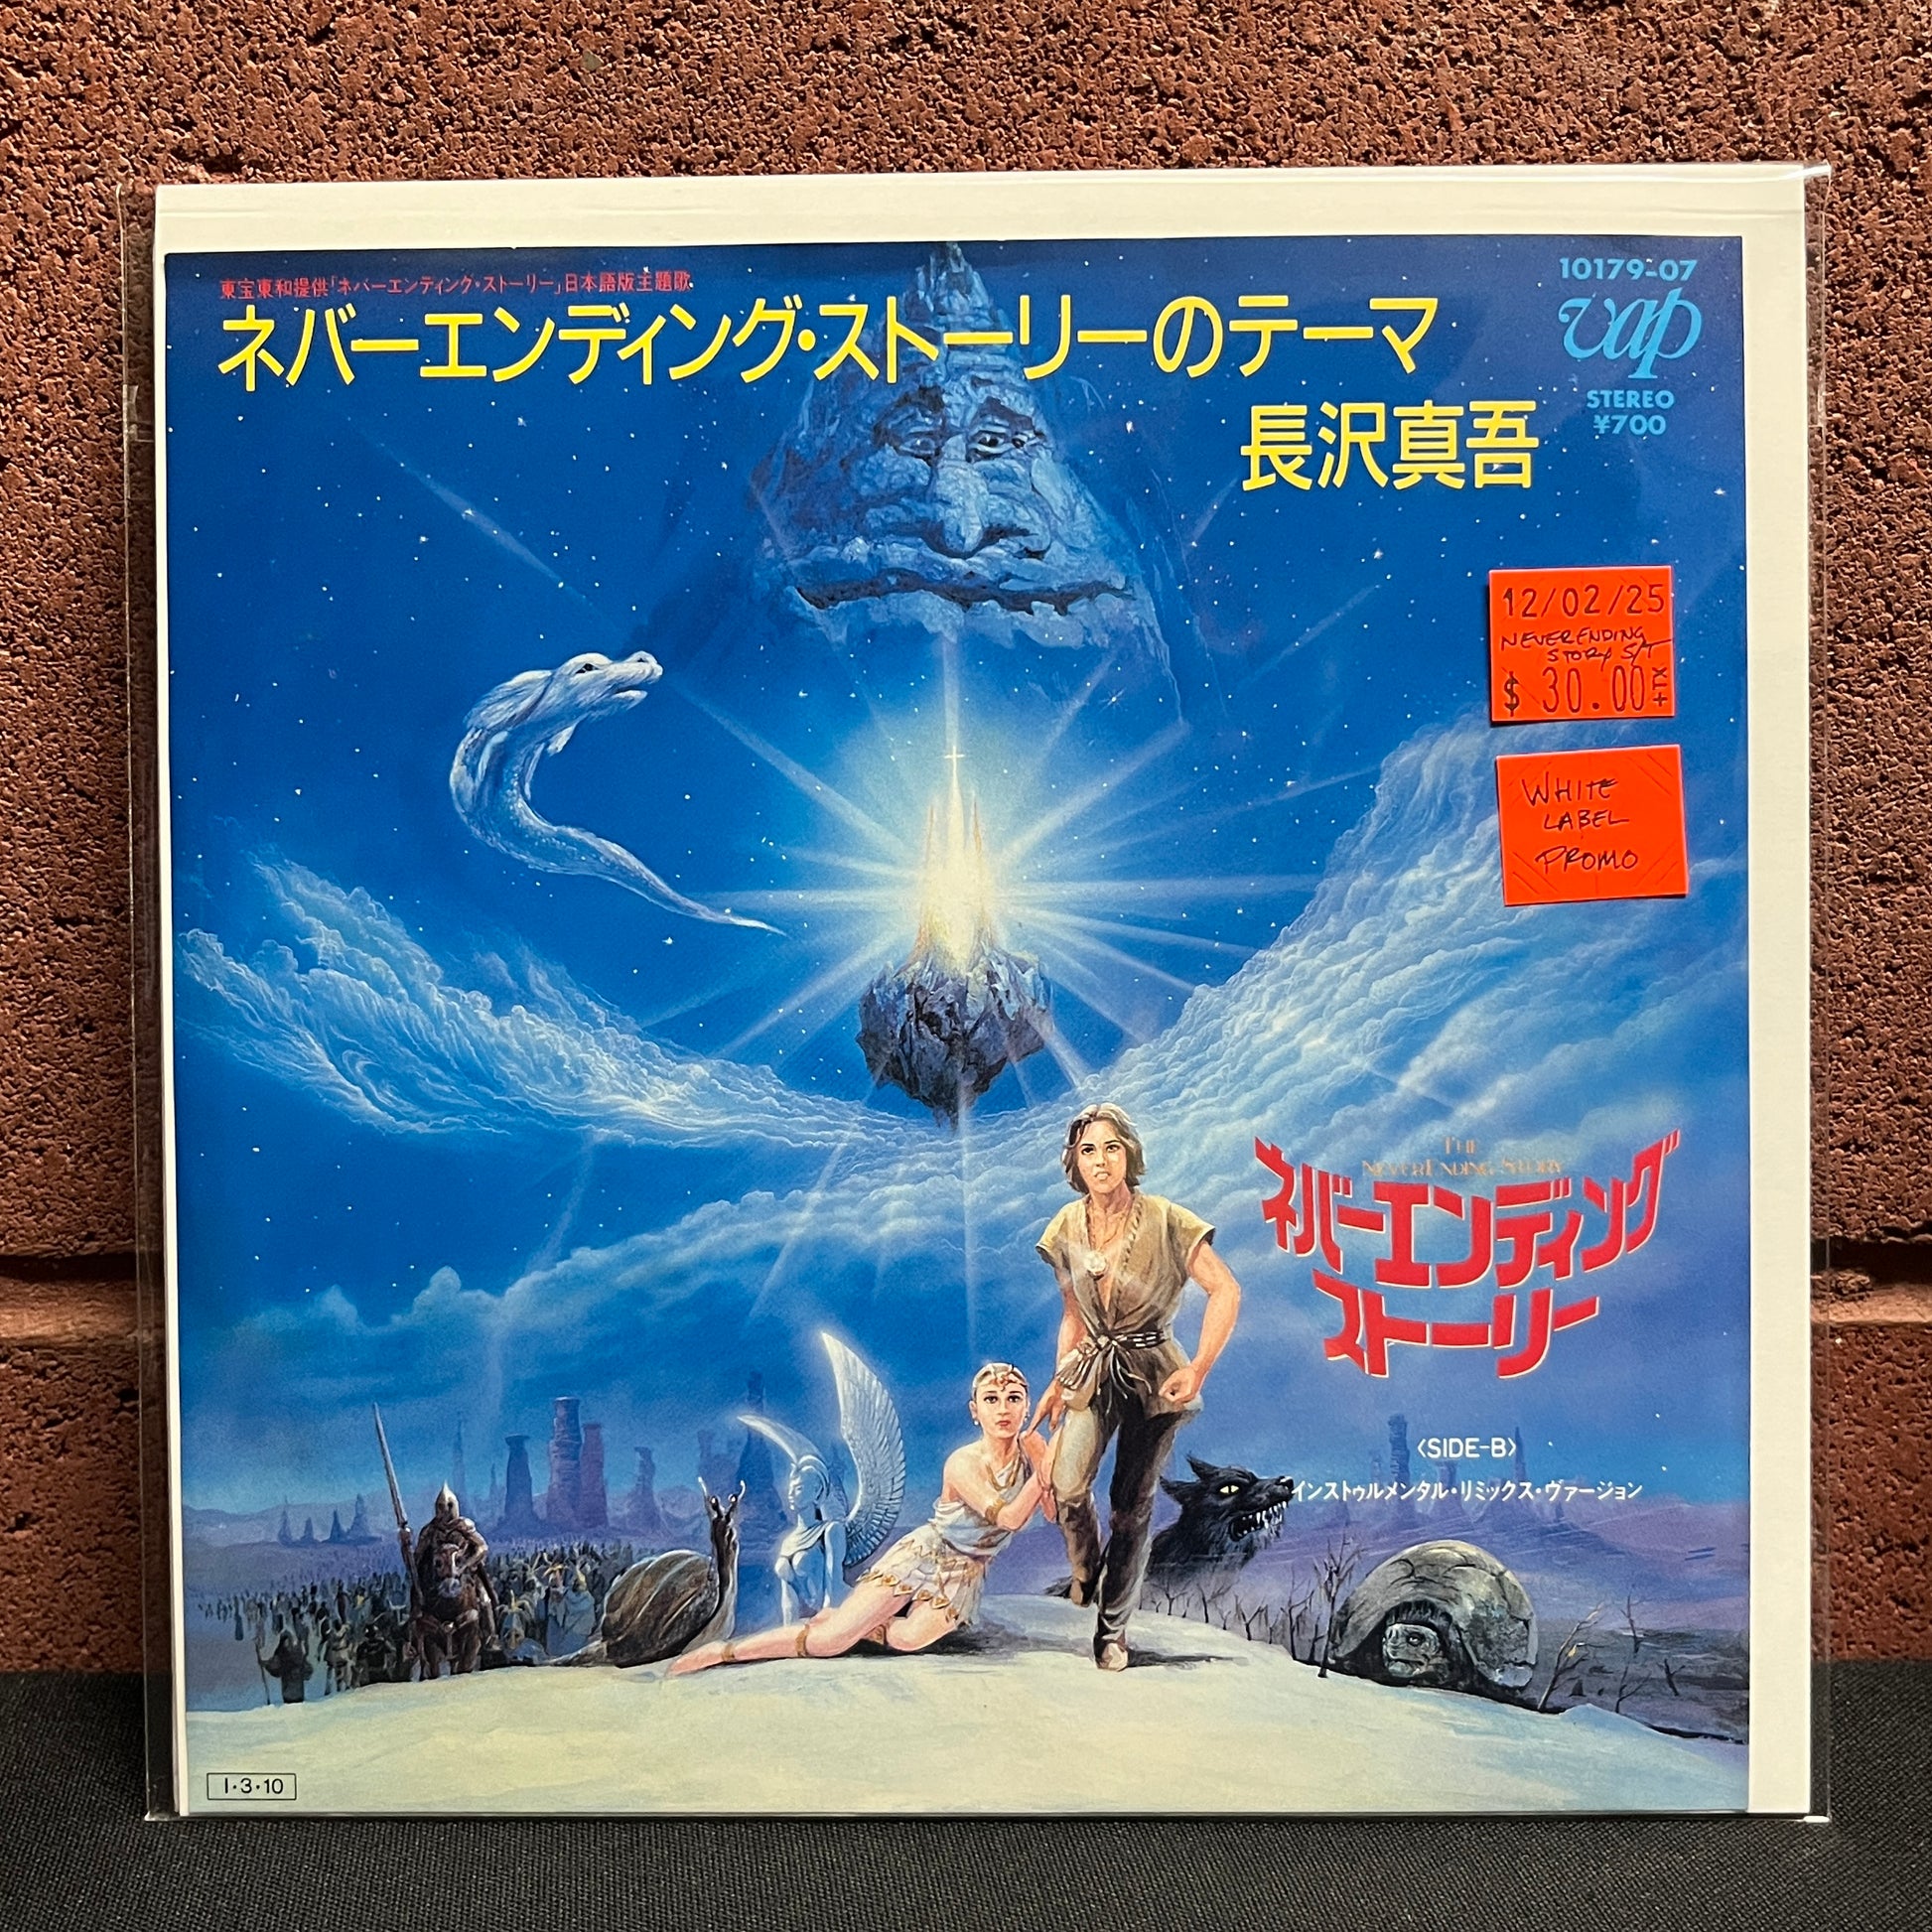 東宝東和提供「ネバーエンディング・ストーリー」日本語版主題歌
ネバーエンディング・ストーリーのテーマ
長沢真吾
10179-07
vap
STEREO
¥700
12/02/25
NEVERENDING
STORY S/T
$ 30.00 +TX
WHITE
LABEL
PROMO
THE
NEVERENDING STORY
ネバーエンディング
ストーリー
〈SIDE-B〉
インストゥルメンタル・リミックス・ヴァージョン
1・3・10